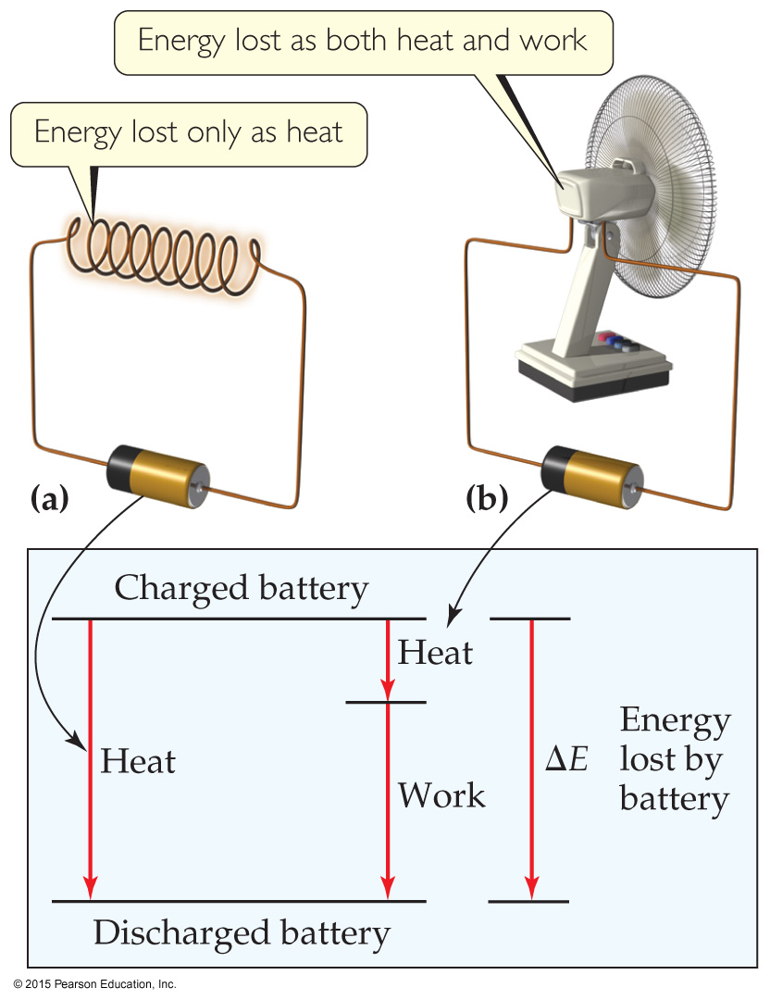 Energy lost as both heat and work
Energy lost only as heat
(a)
(b)
Charged battery
Heat
Heat
Work
ΔE
Energy
lost by
battery
Discharged battery
© 2015 Pearson Education, Inc.